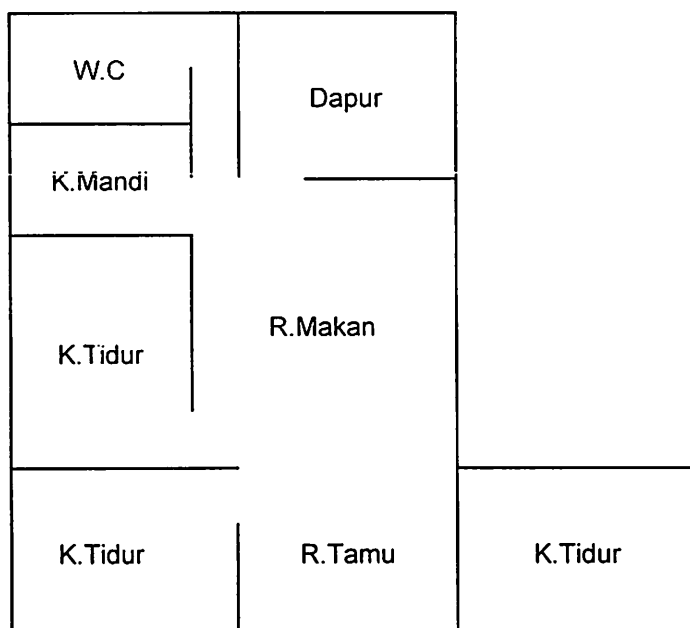 W.C
Dapur
K.Mandi
R.Makan
K.Tidur
K.Tidur
R.Tamu
K.Tidur